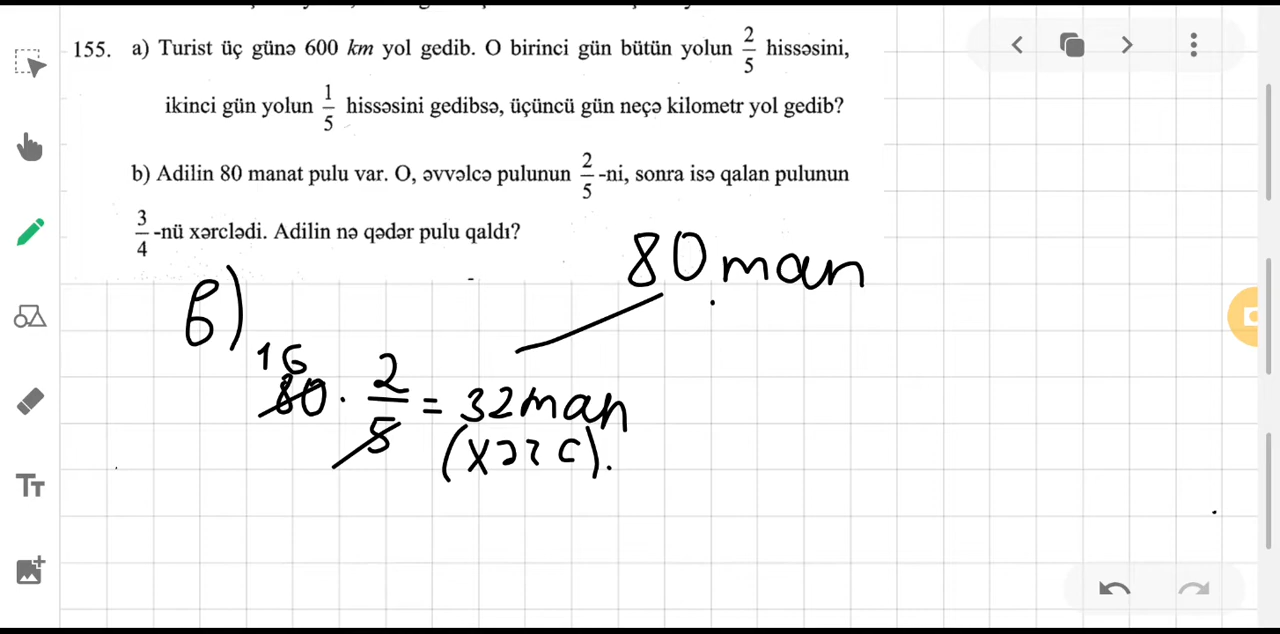 155. a) Turist üç günə 600 km yol gedib. O birinci gün bütün yolun 2/5 hissəsini,
ikinci gün yolun 1/5 hissəsini gedibsə, üçüncü gün neçə kilometr yol gedib?
b) Adilin 80 manat pulu var. O, əvvəlcə pulunun 2/5 -ni, sonra isə qalan pulunun
3/4 -nü xərclədi. Adilin nə qədər pulu qaldı?
80 man
b)
16
80 · 2/5 = 32 man
(xərc).
Tт